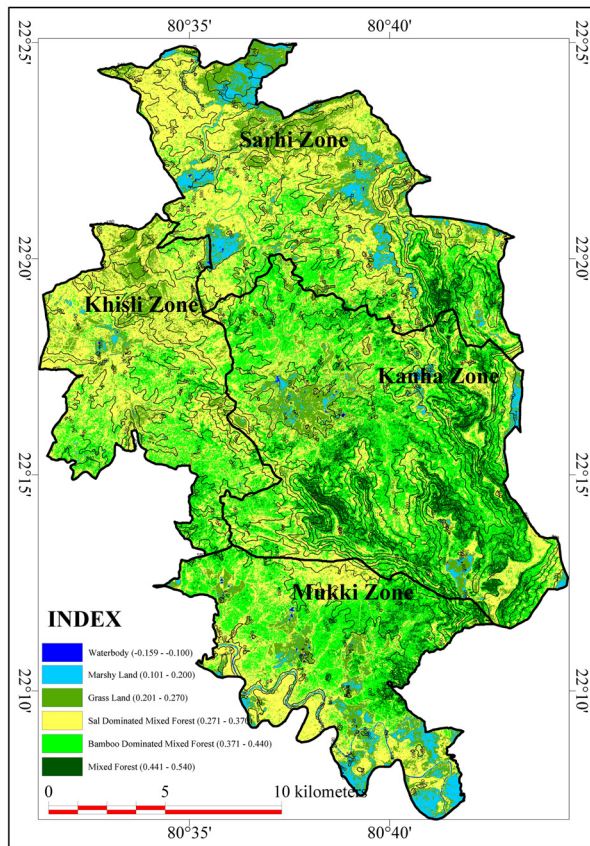 80°35' 80°40'
22°25' 22°25'
Sarhi Zone
22°20' 22°20'
Khisli Zone
Kanha Zone
22°15' 22°15'
Mukki Zone
INDEX
Waterbody (-0.159 - -0.100)
Marshy Land (0.101 - 0.200)
22°10' 22°10'
Grass Land (0.201 - 0.270)
Sal Dominated Mixed Forest (0.271 - 0.370)
Bamboo Dominated Mixed Forest (0.371 - 0.440)
Mixed Forest (0.441 - 0.540)
0 5 10 kilometers
80°35' 80°40'